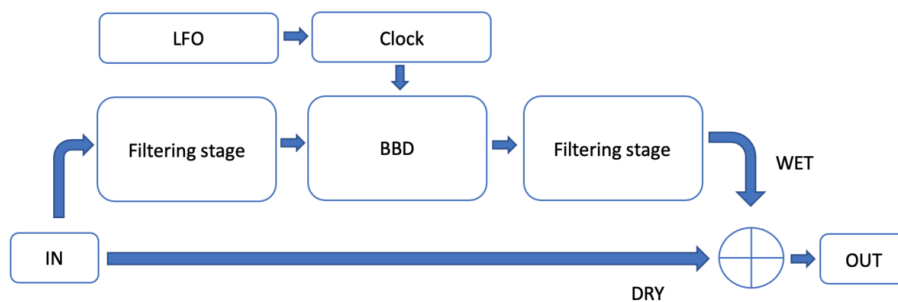 LFO
Clock
Filtering stage
BBD
Filtering stage
WET
IN
OUT
DRY